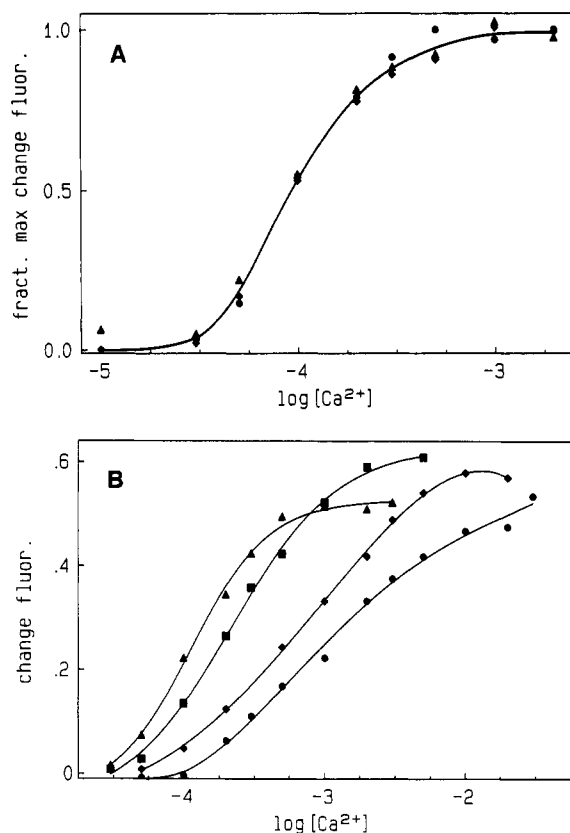 A
1.0
0.5
0.0
fract. max change fluor.
-5
-4
-3
log [Ca²⁺]
B
.6
.4
.2
0
change fluor.
-4
-3
-2
log [Ca²⁺]